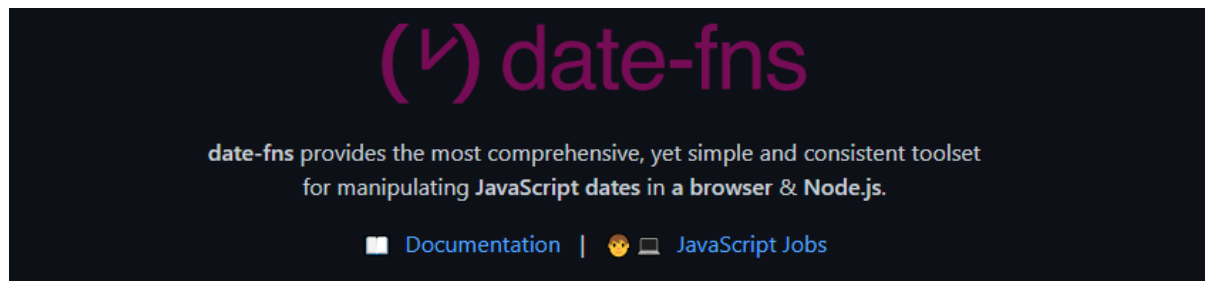 date-fns
date-fns provides the most comprehensive, yet simple and consistent toolset
for manipulating JavaScript dates in a browser & Node.js.
📖 Documentation | 🧑💻 JavaScript Jobs